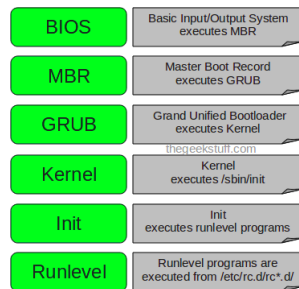 BIOS
Basic Input/Output System
executes MBR
MBR
Master Boot Record
executes GRUB
GRUB
Grand Unified Bootloader
executes Kernel
thegeekstuff.com
Kernel
Kernel
executes /sbin/init
Init
Init
executes runlevel programs
Runlevel
Runlevel programs are
executed from /etc/rc.d/rc*.d/